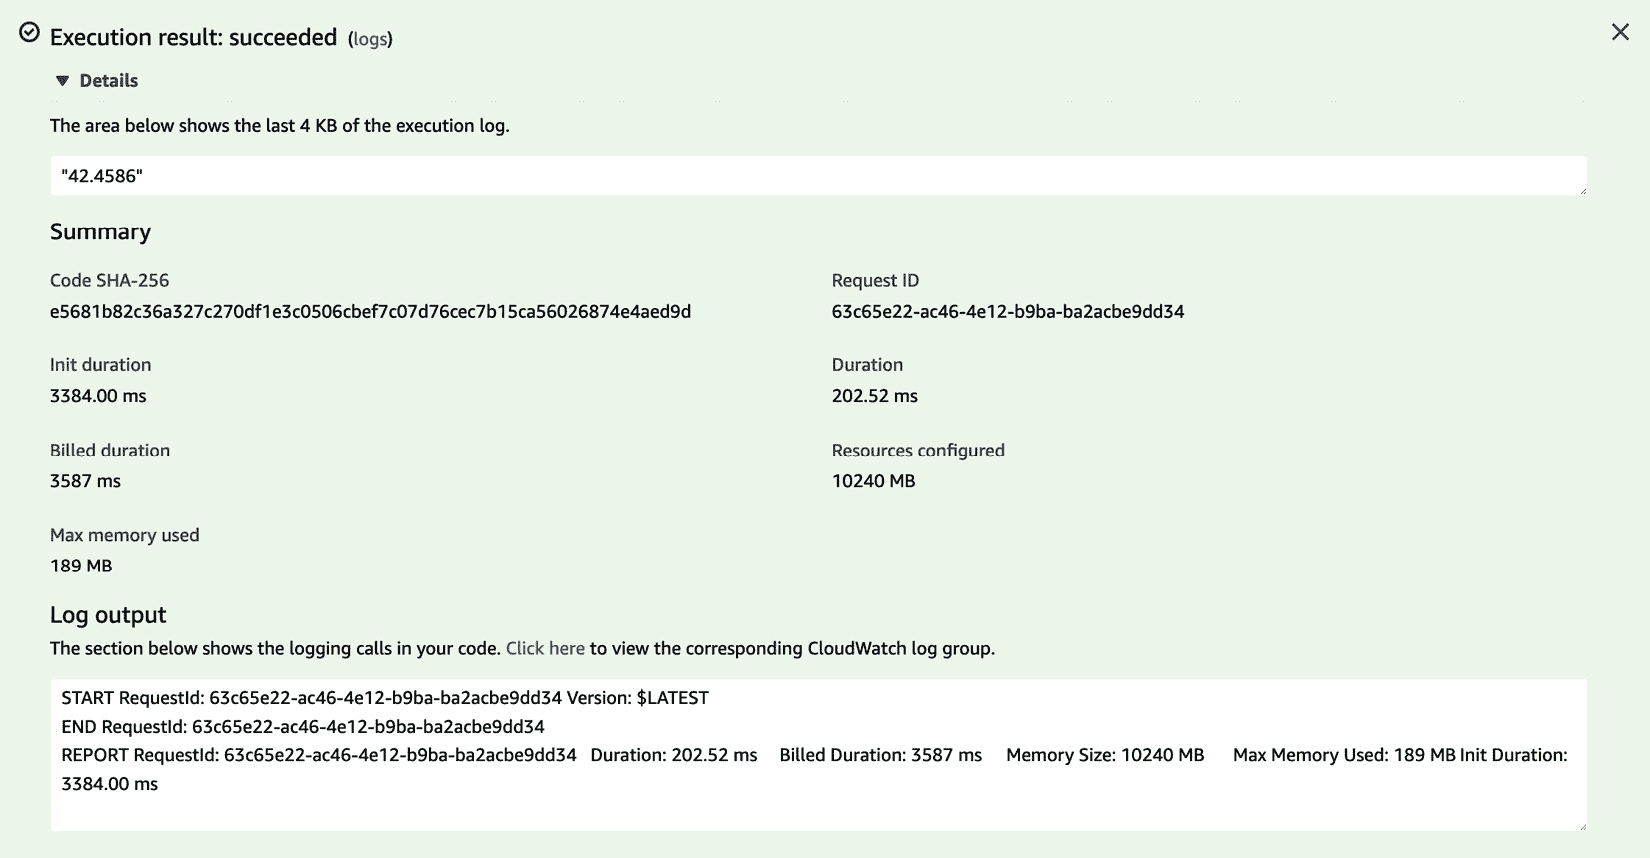 Execution result: succeeded (logs)
Details
The area below shows the last 4 KB of the execution log.
"42.4586"
Summary
Code SHA-256
e5681b82c36a327c270df1e3c0506cbef7c07d76cec7b15ca56026874e4aed9d
Request ID
63c65e22-ac46-4e12-b9ba-ba2acbe9dd34
Init duration
3384.00 ms
Duration
202.52 ms
Billed duration
3587 ms
Resources configured
10240 MB
Max memory used
189 MB
Log output
The section below shows the logging calls in your code. Click here to view the corresponding CloudWatch log group.
START RequestId: 63c65e22-ac46-4e12-b9ba-ba2acbe9dd34 Version: $LATEST
END RequestId: 63c65e22-ac46-4e12-b9ba-ba2acbe9dd34
REPORT RequestId: 63c65e22-ac46-4e12-b9ba-ba2acbe9dd34 Duration: 202.52 ms Billed Duration: 3587 ms Memory Size: 10240 MB Max Memory Used: 189 MB Init Duration:
3384.00 ms